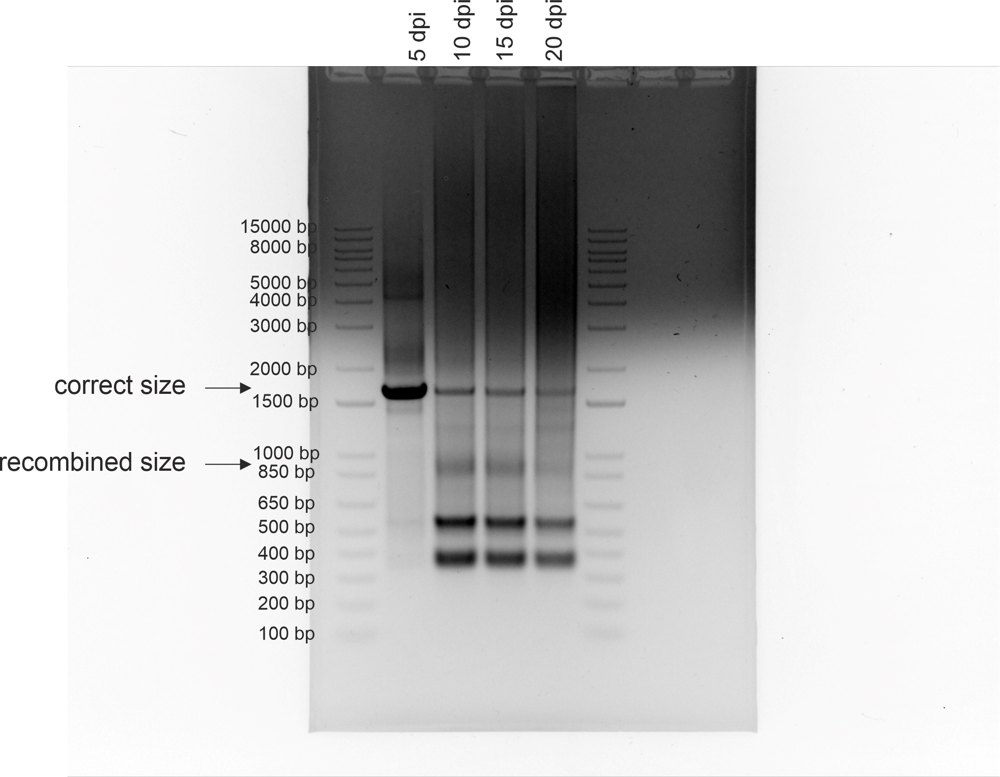 5 dpi
10 dpi
15 dpi
20 dpi
15000 bp
8000 bp
5000 bp
4000 bp
3000 bp
2000 bp
correct size
1500 bp
1000 bp
recombined size
850 bp
650 bp
500 bp
400 bp
300 bp
200 bp
100 bp